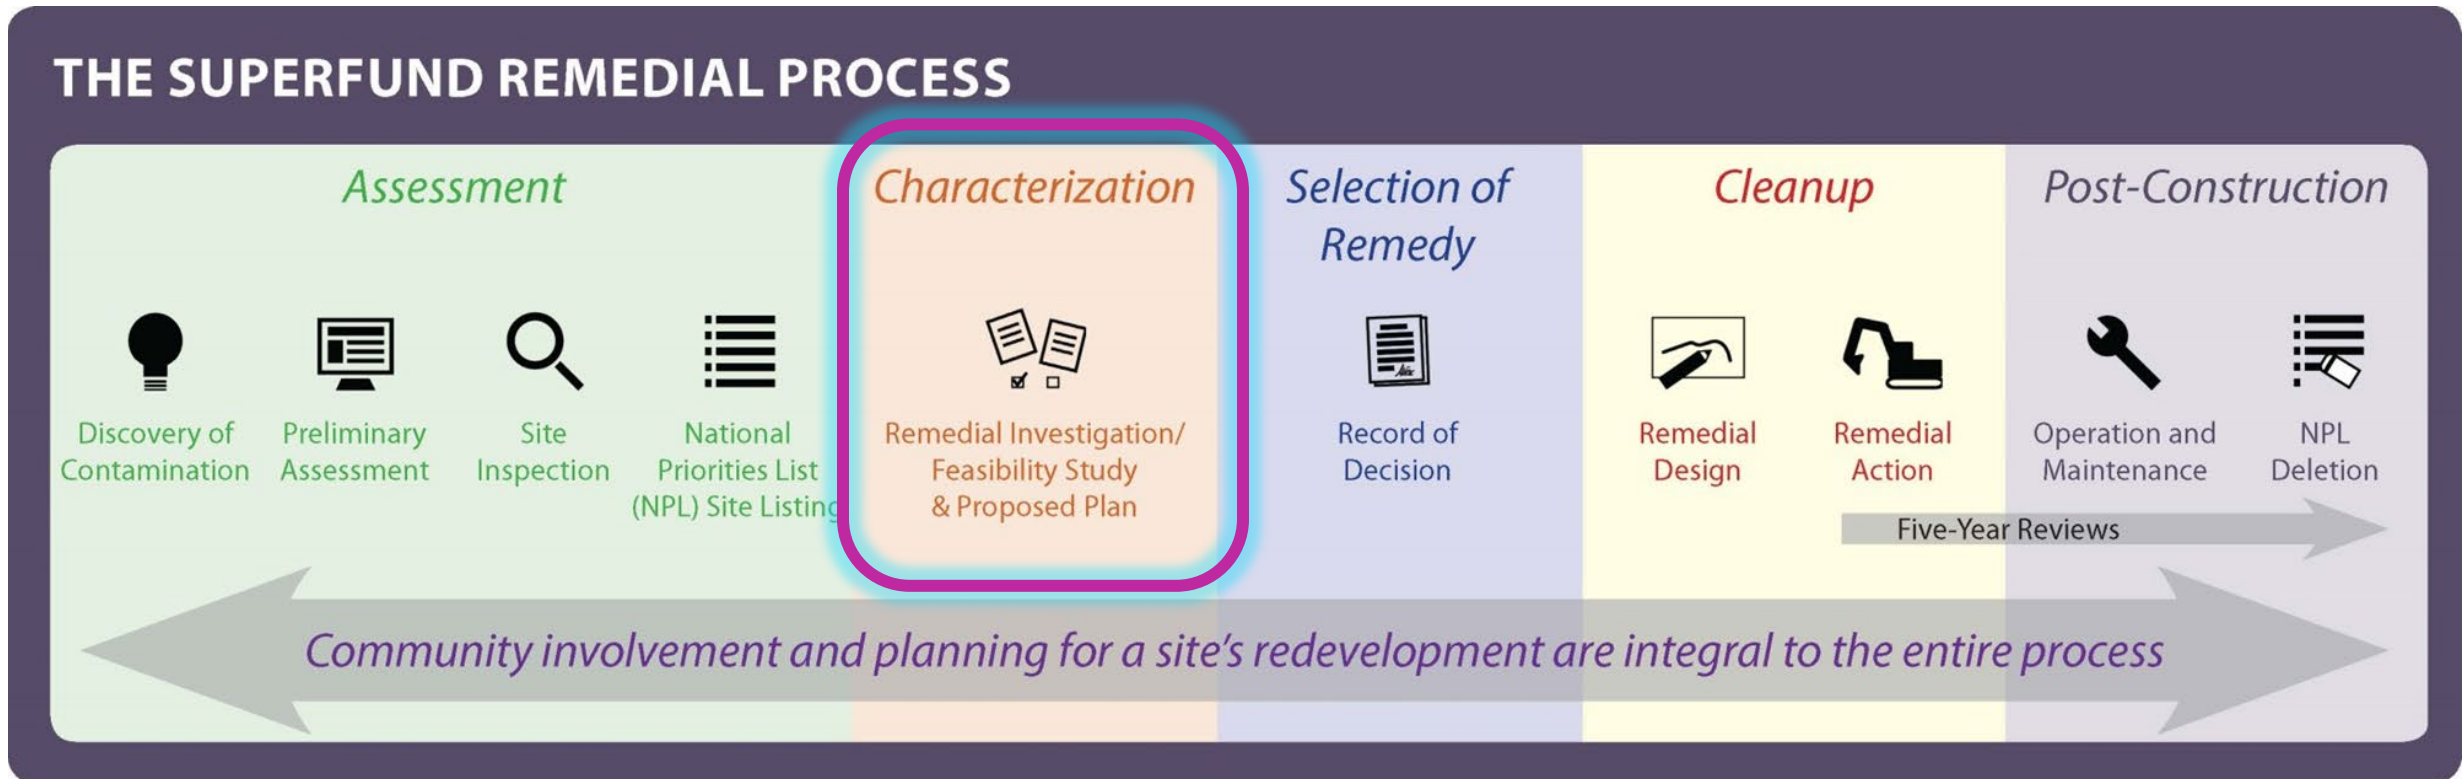 THE SUPERFUND REMEDIAL PROCESS
Assessment
Discovery of
Contamination
Preliminary
Assessment
Site
Inspection
National
Priorities List
(NPL) Site Listing
Characterization
Remedial Investigation/
Feasibility Study
& Proposed Plan
Selection of
Remedy
Record of
Decision
Cleanup
Remedial
Design
Remedial
Action
Post-Construction
Operation and
Maintenance
NPL
Deletion
Five-Year Reviews
Community involvement and planning for a site's redevelopment are integral to the entire process